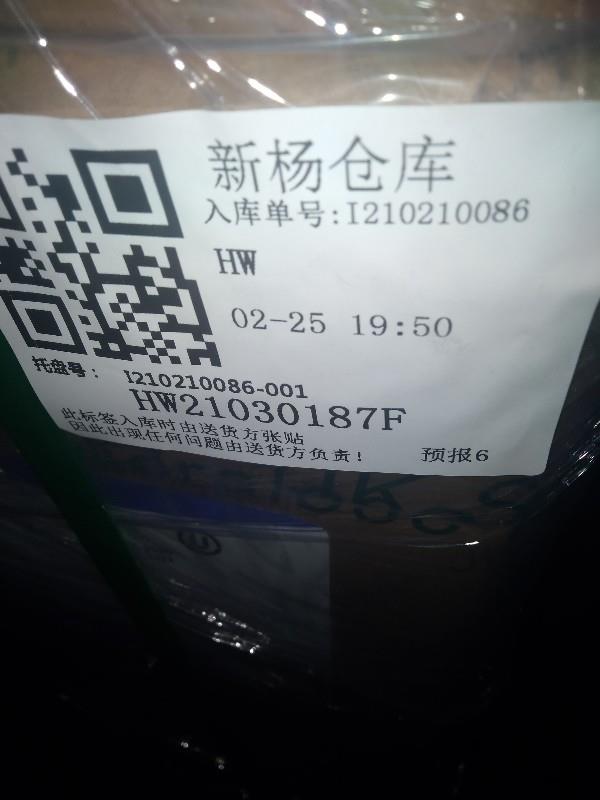 新杨仓库
入库单号:I210210086
HW
02-25 19:50
托盘号: I210210086-001
HW21030187F
此标签入库时由送货方张贴
因此出现任何问题由送货方负责!
预报6